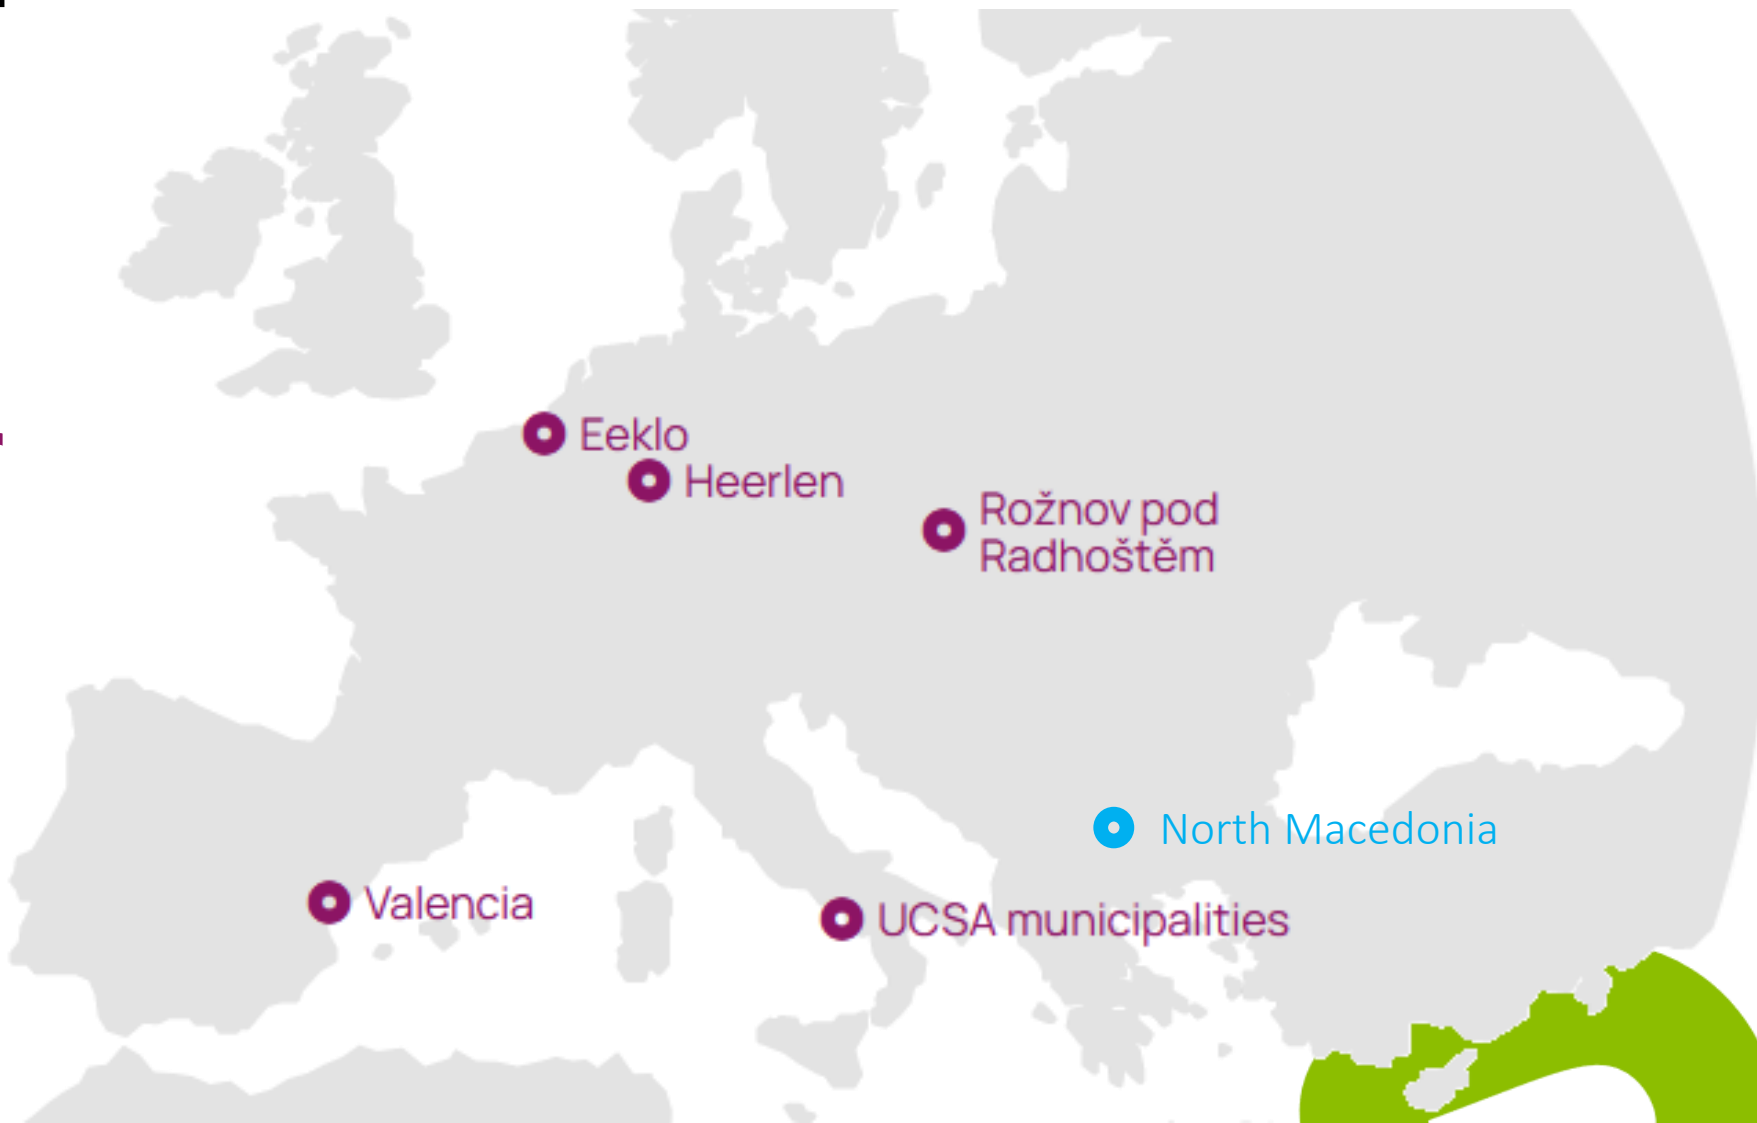 Eeklo
Heerlen
Rožnov pod
Radhoštěm
North Macedonia
Valencia
UCSA municipalities